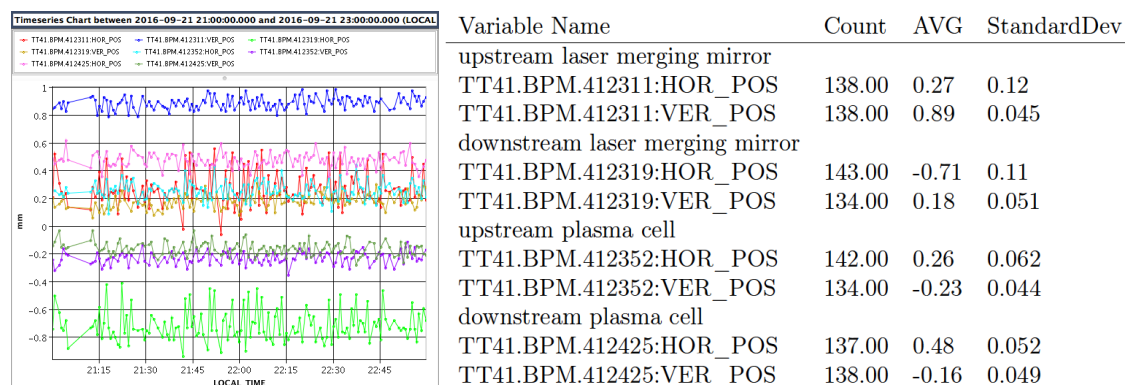 Timeseries Chart between 2016-09-21 21:00:00.000 and 2016-09-21 23:00:00.000 (LOCAL
TT41.BPM.412311:HOR_POS TT41.BPM.412311:VER_POS TT41.BPM.412319:HOR_POS
TT41.BPM.412319:VER_POS TT41.BPM.412352:HOR_POS TT41.BPM.412352:VER_POS
TT41.BPM.412425:HOR_POS TT41.BPM.412425:VER_POS
1
0.8
0.6
0.4
0.2
0
-0.2
-0.4
-0.6
-0.8
mm
21:15 21:30 21:45 22:00 22:15 22:30 22:45
LOCAL TIME
Variable Name Count AVG StandardDev
upstream laser merging mirror
TT41.BPM.412311:HOR_POS 138.00 0.27 0.12
TT41.BPM.412311:VER_POS 138.00 0.89 0.045
downstream laser merging mirror
TT41.BPM.412319:HOR_POS 143.00 -0.71 0.11
TT41.BPM.412319:VER_POS 134.00 0.18 0.051
upstream plasma cell
TT41.BPM.412352:HOR_POS 142.00 0.26 0.062
TT41.BPM.412352:VER_POS 134.00 -0.23 0.044
downstream plasma cell
TT41.BPM.412425:HOR_POS 137.00 0.48 0.052
TT41.BPM.412425:VER_POS 138.00 -0.16 0.049